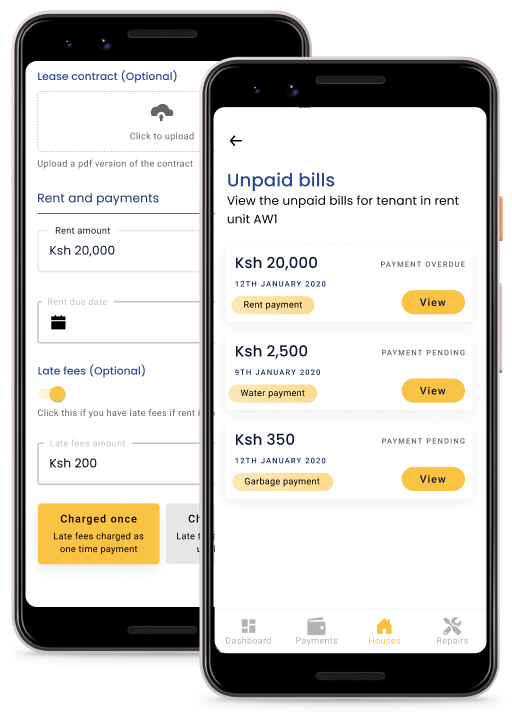 Lease contract (Optional)
Click to upload
Upload a pdf version of the contract
Rent and payments
Rent amount
Ksh 20,000
Rent due date
Late fees (Optional)
Click this if you have late fees if rent i
Late fees amount
Ksh 200
Charged once
Late fees charged as
one time payment
Ch
Late f
u
Unpaid bills
View the unpaid bills for tenant in rent
unit AW1
Ksh 20,000
PAYMENT OVERDUE
12TH JANUARY 2020
Rent payment
View
Ksh 2,500
PAYMENT PENDING
9TH JANUARY 2020
Water payment
View
Ksh 350
PAYMENT PENDING
12TH JANUARY 2020
Garbage payment
View
Dashboard
Payments
Houses
Repairs